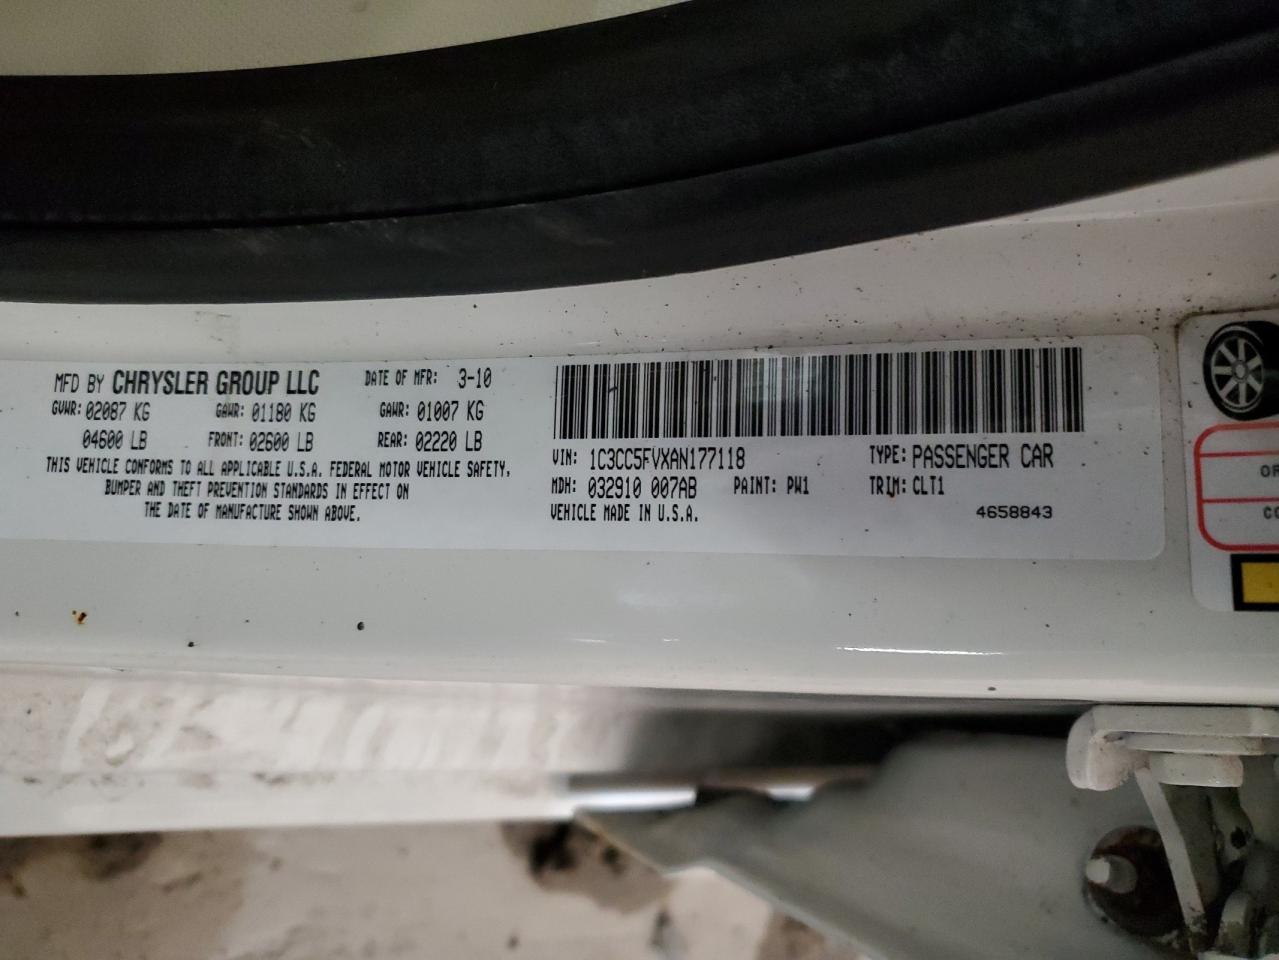 MFD BY CHRYSLER GROUP LLC DATE OF MFR: 3-10
GVWR: 02087 KG GAWR: 01180 KG GAWR: 01007 KG
04600 LB FRONT: 02600 LB REAR: 02220 LB
THIS VEHICLE CONFORMS TO ALL APPLICABLE U.S.A. FEDERAL MOTOR VEHICLE SAFETY,
BUMPER AND THEFT PREVENTION STANDARDS IN EFFECT ON
THE DATE OF MANUFACTURE SHOWN ABOVE.
VIN: 1C3CC5FVXAN177118 TYPE: PASSENGER CAR
MDH: 032910 007AB PAINT: PW1 TRIM: CLT1
VEHICLE MADE IN U.S.A. 4658843